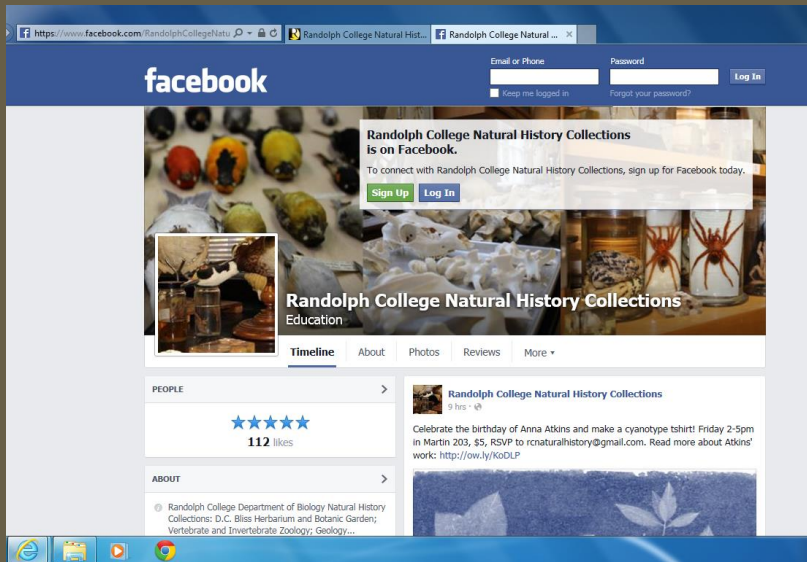 https://www.facebook.com/RandolphCollegeNatu
Randolph College Natural Hist...
Randolph College Natural ...
facebook
Email or Phone
Password
Log In
Keep me logged in
Forgot your password?
Randolph College Natural History Collections
is on Facebook.
To connect with Randolph College Natural History Collections, sign up for Facebook today.
Sign Up
Log In
Randolph College Natural History Collections
Education
Timeline
About
Photos
Reviews
More
PEOPLE
112 likes
ABOUT
Randolph College Department of Biology Natural History
Collections: D.C. Bliss Herbarium and Botanic Garden;
Vertebrate and Invertebrate Zoology; Geology...
Randolph College Natural History Collections
9 hrs ·
Celebrate the birthday of Anna Atkins and make a cyanotype tshirt! Friday 2-5pm
in Martin 203, $5, RSVP to rcnaturalhistory@gmail.com. Read more about Atkins'
work: http://ow.ly/KoDLP